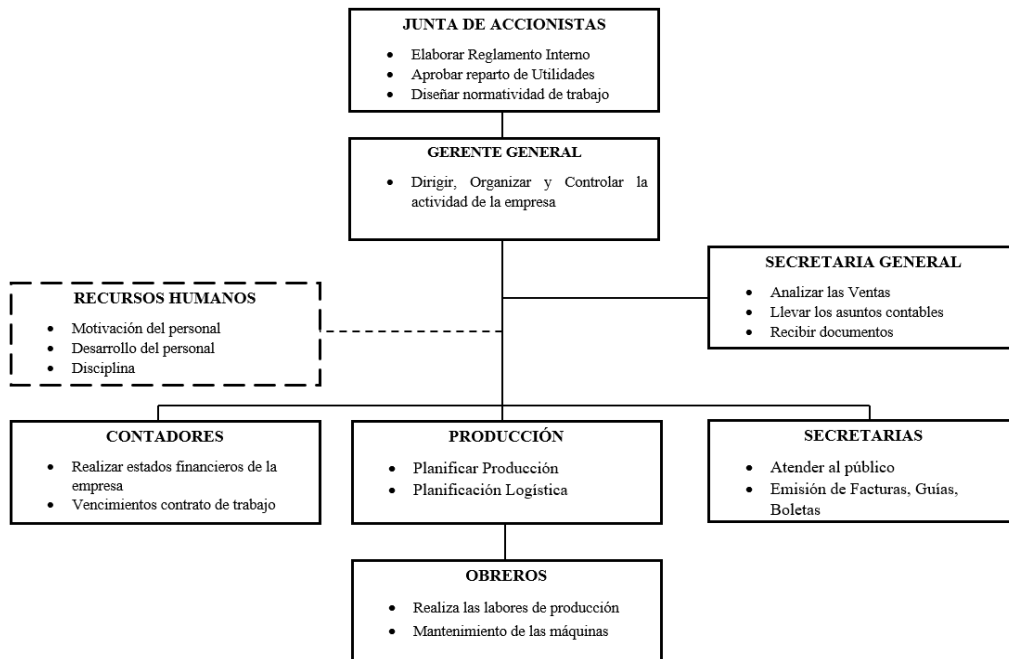 JUNTA DE ACCIONISTAS
• Elaborar Reglamento Interno
• Aprobar reparto de Utilidades
• Diseñar normatividad de trabajo
GERENTE GENERAL
• Dirigir, Organizar y Controlar la
actividad de la empresa
SECRETARIA GENERAL
• Analizar las Ventas
• Llevar los asuntos contables
• Recibir documentos
RECURSOS HUMANOS
• Motivación del personal
• Desarrollo del personal
• Disciplina
CONTADORES
• Realizar estados financieros de la
empresa
• Vencimientos contrato de trabajo
PRODUCCIÓN
• Planificar Producción
• Planificación Logística
SECRETARIAS
• Atender al público
• Emisión de Facturas, Guías,
Boletas
OBREROS
• Realiza las labores de producción
• Mantenimiento de las máquinas